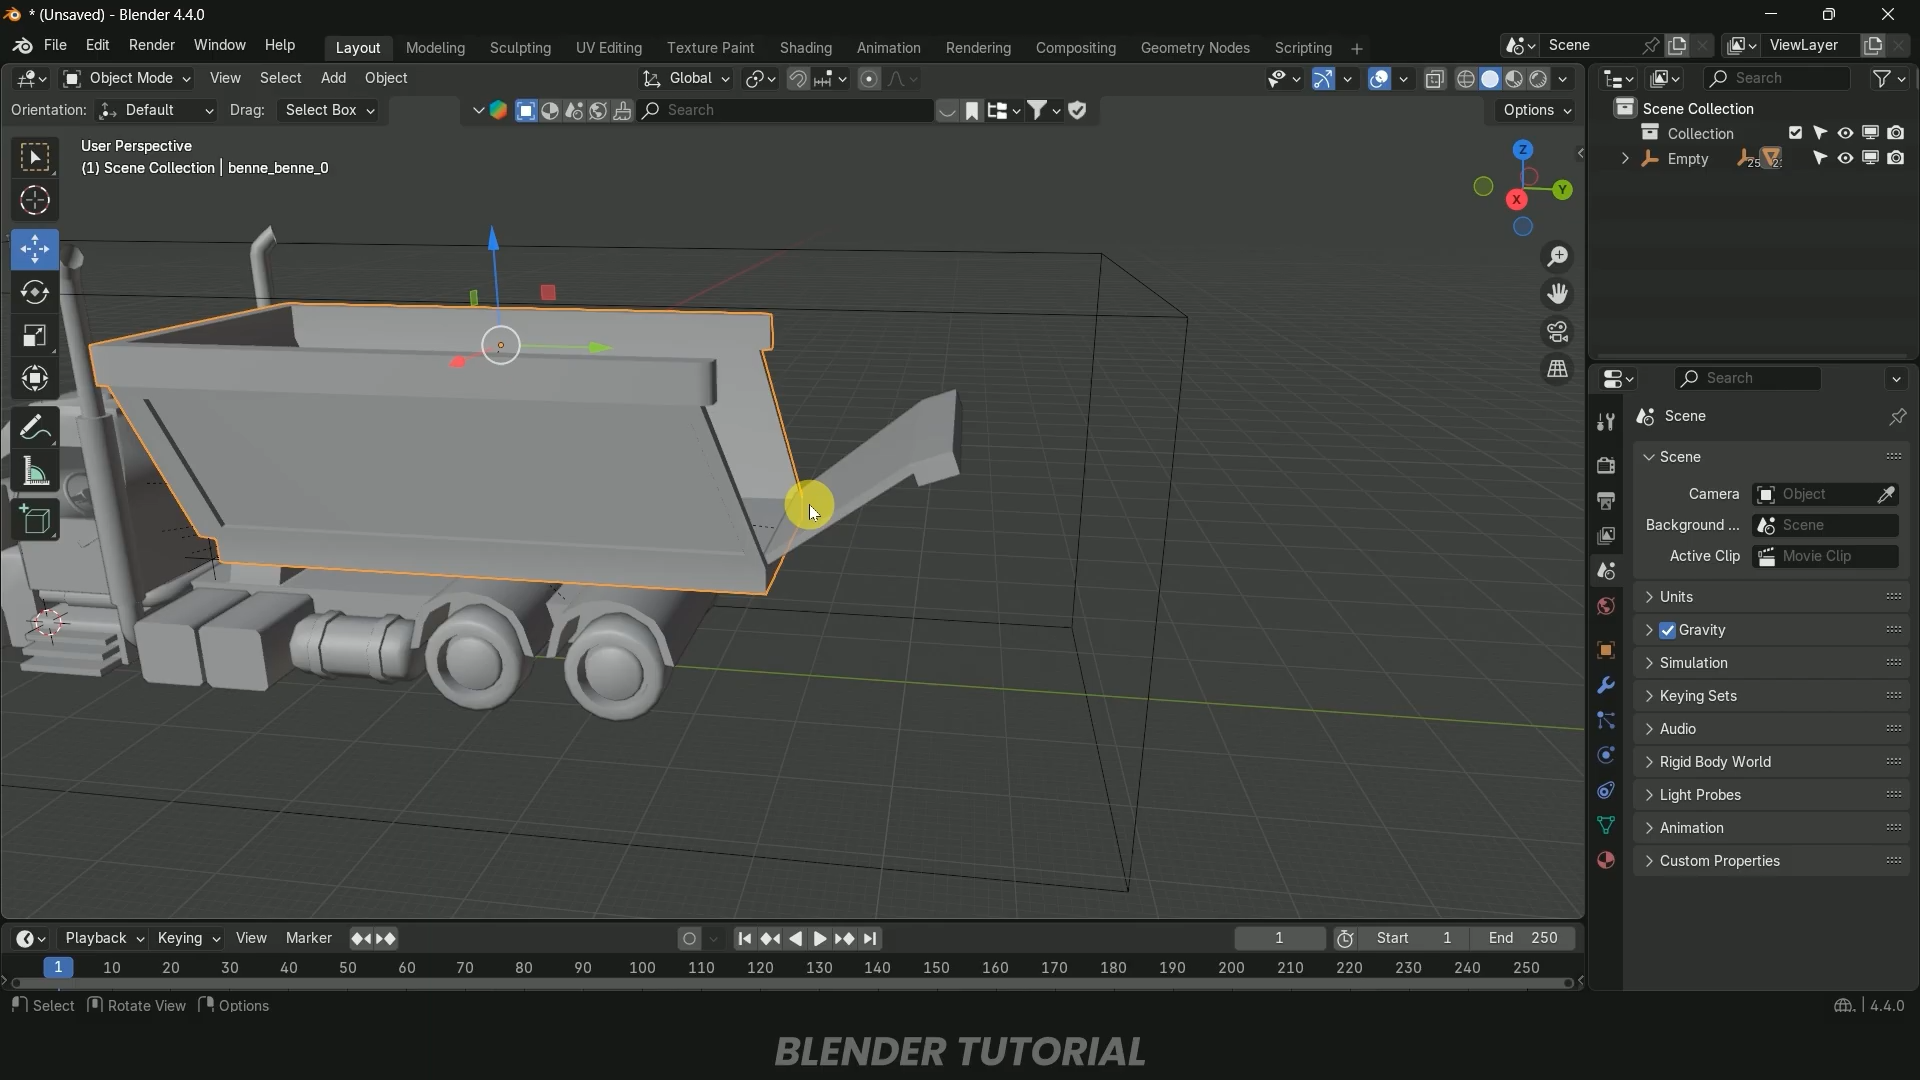 * (Unsaved) - Blender 4.4.0
File Edit Render Window Help Layout Modeling Sculpting UV Editing Texture Paint Shading Animation Rendering Compositing Geometry Nodes Scripting + Scene ViewLayer
Object Mode View Select Add Object Global Search
Orientation: Default Drag: Select Box Search Options
User Perspective
(1) Scene Collection | benne_benne_0
Z
Y
X
Scene Collection
Collection
Empty
Search
Scene
Scene
Camera Object
Background ... Scene
Active Clip Movie Clip
Units
Gravity
Simulation
Keying Sets
Audio
Rigid Body World
Light Probes
Animation
Custom Properties
Playback Keying View Marker 1 Start 1 End 250
1 10 20 30 40 50 60 70 80 90 100 110 120 130 140 150 160 170 180 190 200 210 220 230 240 250
Select Rotate View Options 4.4.0
BLENDER TUTORIAL